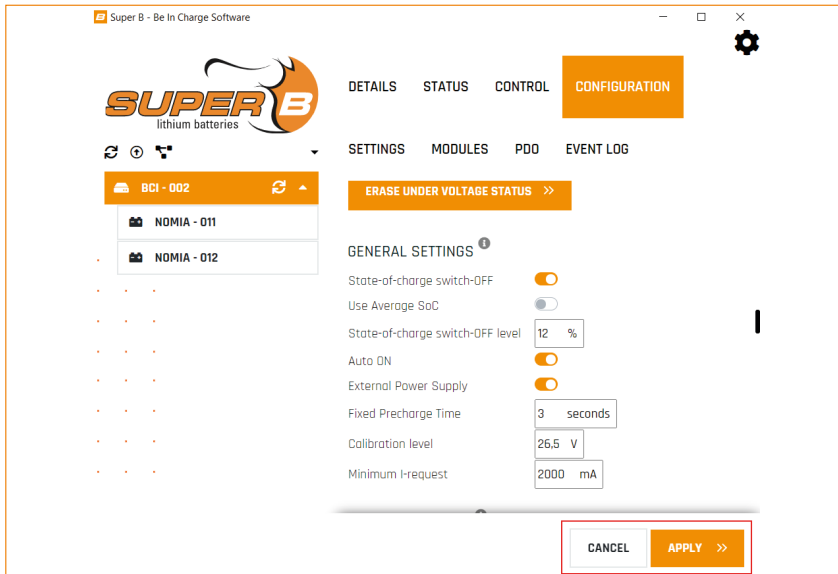 Super B - Be In Charge Software
SUPER B
lithium batteries
DETAILS STATUS CONTROL CONFIGURATION
SETTINGS MODULES PDO EVENT LOG
BCI - 002
NOMIA - 011
NOMIA - 012
ERASE UNDER VOLTAGE STATUS
GENERAL SETTINGS
State-of-charge switch-OFF
Use Average SoC
State-of-charge switch-OFF level 12 %
Auto ON
External Power Supply
Fixed Precharge Time 3 seconds
Calibration level 26,5 V
Minimum I-request 2000 mA
CANCEL APPLY